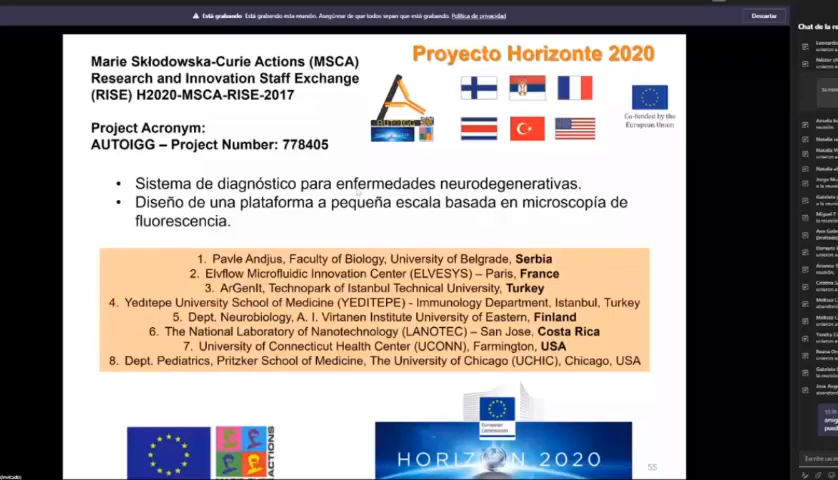 Está grabando Está grabando esta reunión. Asegúrese de que todos sepan que está grabando. Política de privacidad
Descartar
Chat de la re
Marie Skłodowska-Curie Actions (MSCA)
Research and Innovation Staff Exchange
(RISE) H2020-MSCA-RISE-2017
Proyecto Horizonte 2020
AUTOIGG
Co-funded by the
European Union
Project Acronym:
AUTOIGG – Project Number: 778405
• Sistema de diagnóstico para enfermedades neurodegenerativas.
• Diseño de una plataforma a pequeña escala basada en microscopía de
fluorescencia.
1. Pavle Andjus, Faculty of Biology, University of Belgrade, Serbia
2. Elvflow Microfluidic Innovation Center (ELVESYS) – Paris, France
3. ArGenIt, Technopark of Istanbul Technical University, Turkey
4. Yeditepe University School of Medicine (YEDITEPE) - Immunology Department, Istanbul, Turkey
5. Dept. Neurobiology, A. I. Virtanen Institute University of Eastern, Finland
6. The National Laboratory of Nanotechnology (LANOTEC) – San Jose, Costa Rica
7. University of Connecticut Health Center (UCONN), Farmington, USA
8. Dept. Pediatrics, Pritzker School of Medicine, The University of Chicago (UCHIC), Chicago, USA
ACTIONS
European
Commission
HORIZON 2020
55